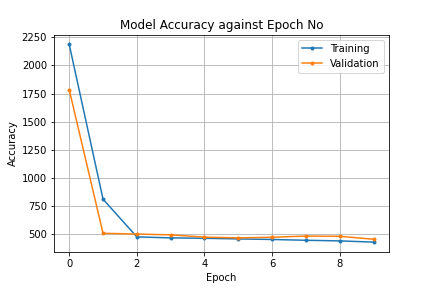 Model Accuracy against Epoch No
2250
2000
1750
1500
1250
1000
750
500
Accuracy
Training
Validation
0 2 4 6 8
Epoch